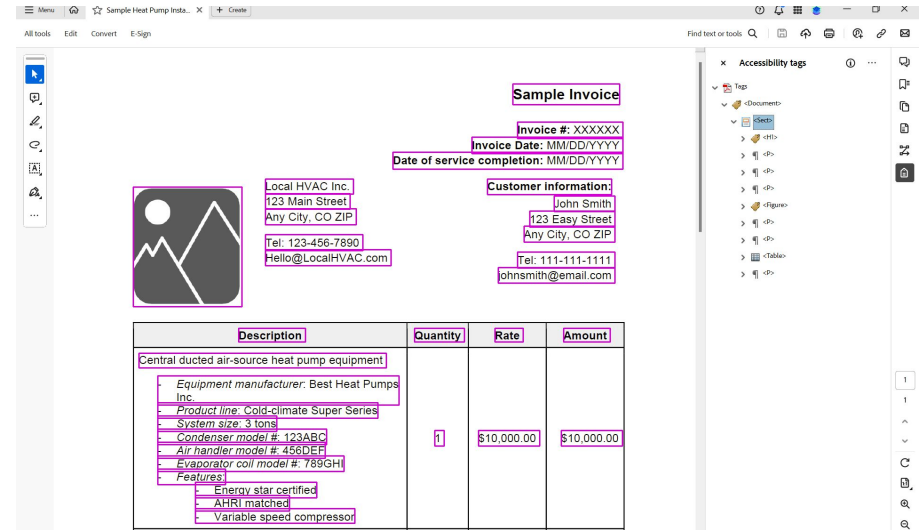 Menu
Sample Heat Pump Insta...
+ Create
All tools Edit Convert E-Sign
Find text or tools
Sample Invoice
Invoice #: XXXXXX
Invoice Date: MM/DD/YYYY
Date of service completion: MM/DD/YYYY
Local HVAC Inc.
123 Main Street
Any City, CO ZIP
Tel: 123-456-7890
Hello@LocalHVAC.com
Customer information:
John Smith
123 Easy Street
Any City, CO ZIP
Tel: 111-111-1111
johnsmith@email.com
Description Quantity Rate Amount
Central ducted air-source heat pump equipment
- Equipment manufacturer: Best Heat Pumps
Inc.
- Product line: Cold-climate Super Series
- System size: 3 tons
- Condenser model #: 123ABC
- Air handler model #: 456DEF
- Evaporator coil model #: 789GHI
- Features:
- Energy star certified
- AHRI matched
- Variable speed compressor
1 $10,000.00 $10,000.00
Accessibility tags
Tags
<Document>
<Sect>
<H1>
<P>
<P>
<P>
<Figure>
<P>
<Table>
<P>
1
1